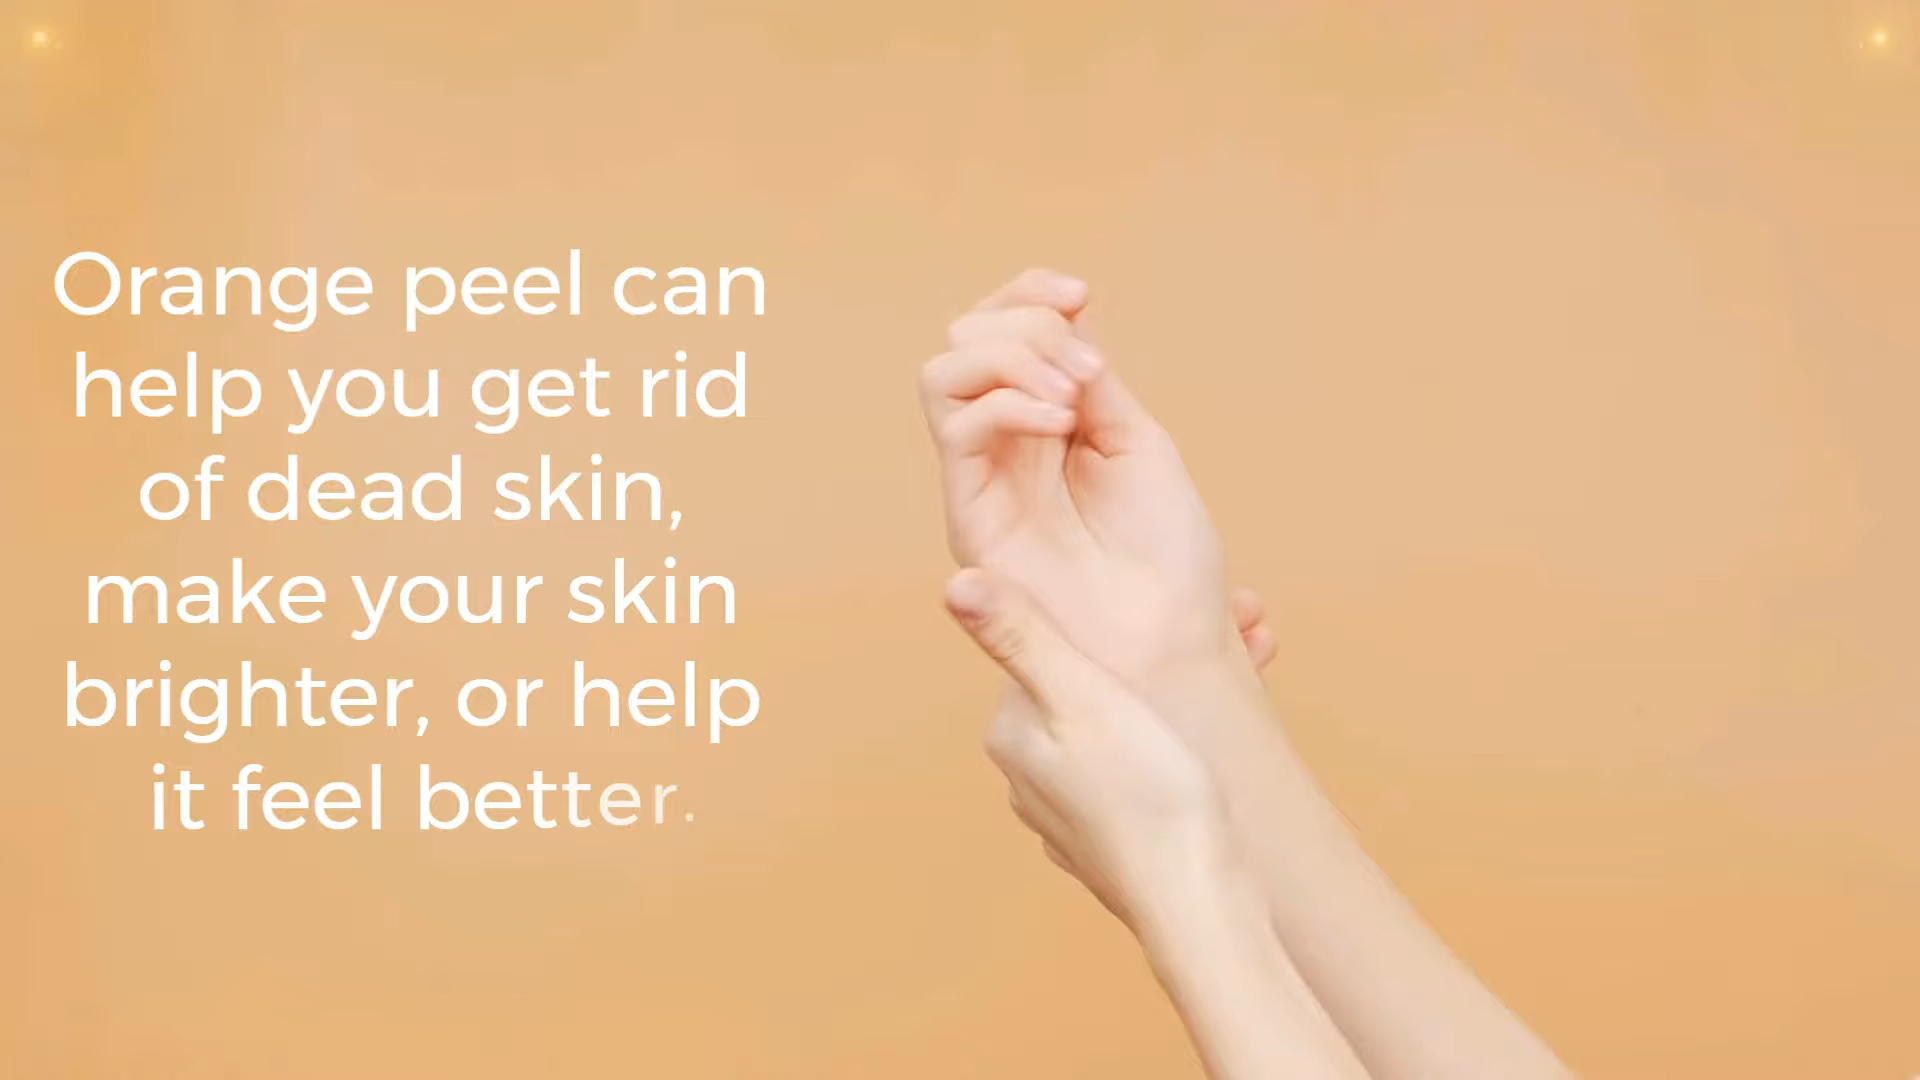 Orange peel can
help you get rid
of dead skin,
make your skin
brighter, or help
it feel better.